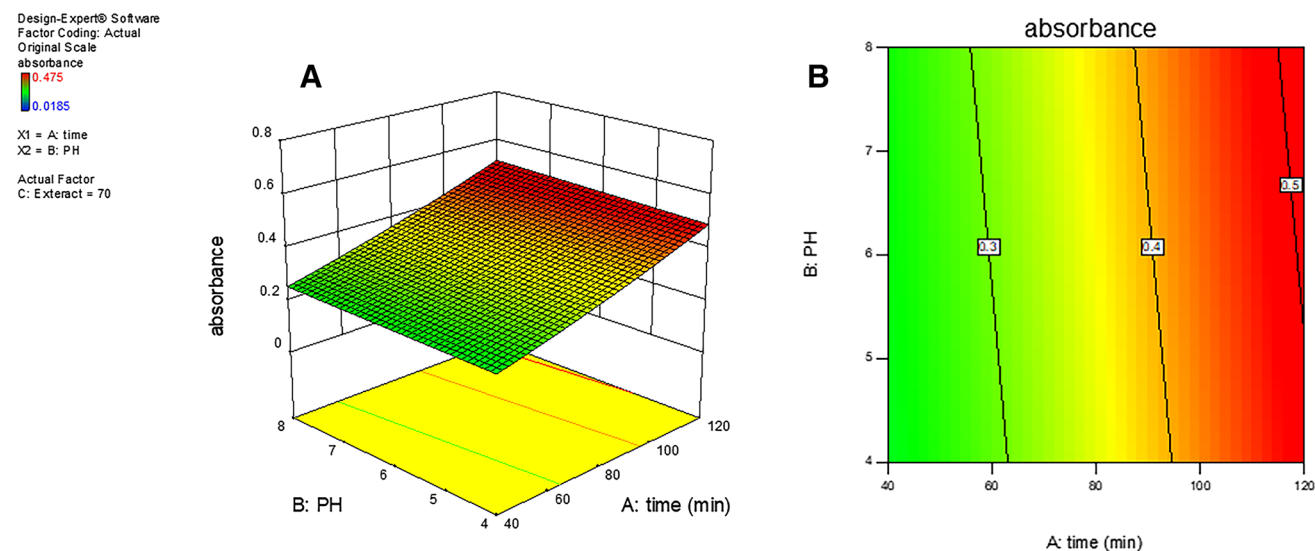 Design-Expert® Software
Factor Coding: Actual
Original Scale
absorbance
0.475
0.0185
X1 = A: time
X2 = B: PH
Actual Factor
C: Exteract = 70
A
0.8
0.6
0.4
0.2
0
absorbance
8
7
6
5
4
B: PH
40
60
80
100
120
A: time (min)
B
absorbance
8
7
6
5
4
B: PH
0.3
0.4
0.5
40
60
80
100
120
A: time (min)